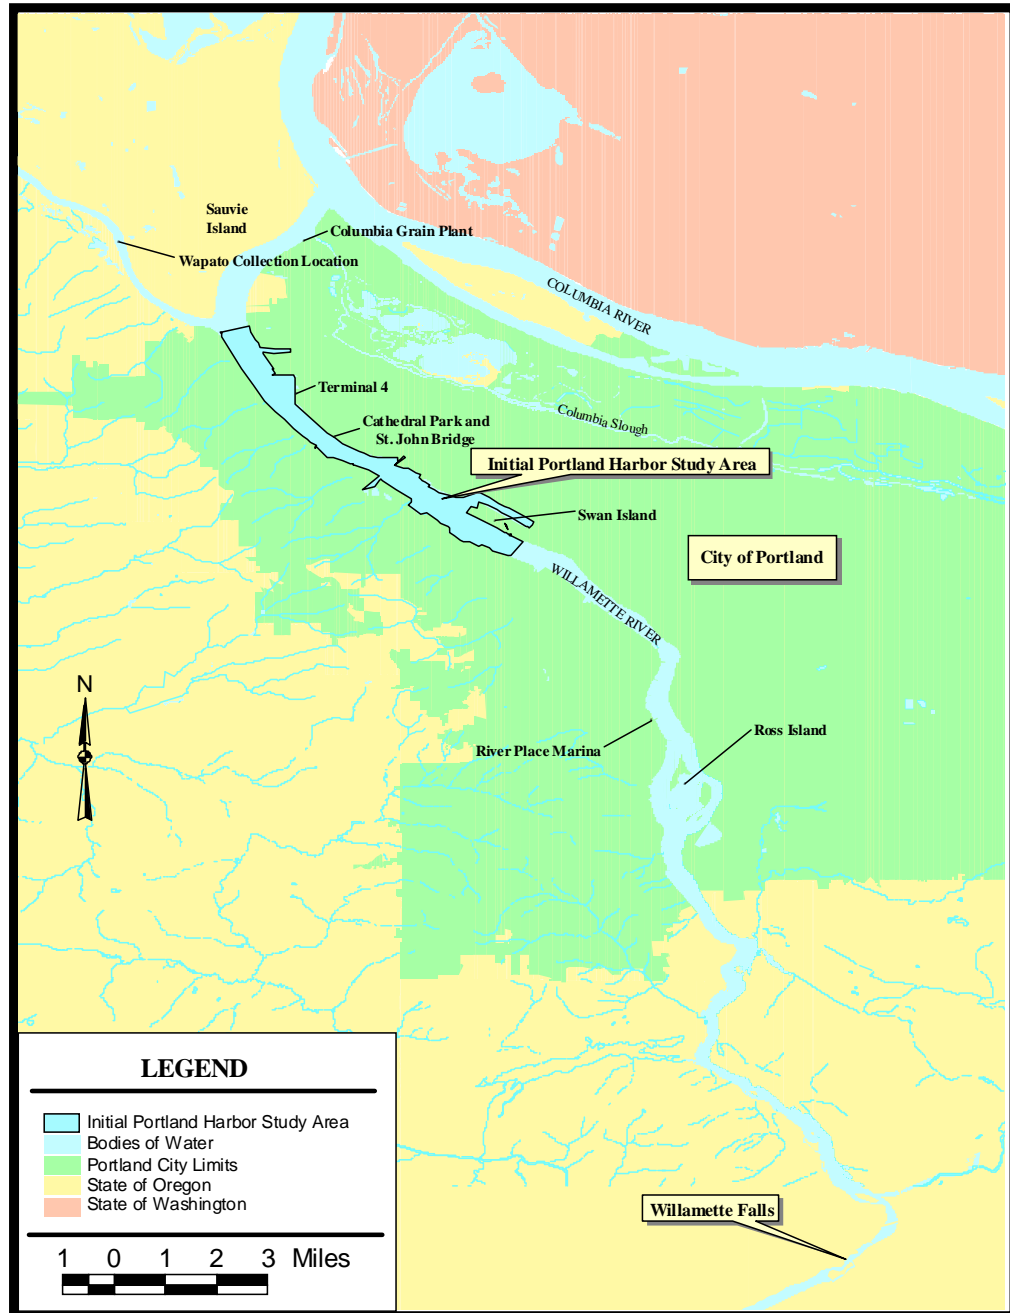 Sauvie
Island
Columbia Grain Plant
Wapato Collection Location
COLUMBIA RIVER
Terminal 4
Cathedral Park and
St. John Bridge
Columbia Slough
Initial Portland Harbor Study Area
Swan Island
City of Portland
WILLAMETTE RIVER
N
River Place Marina
Ross Island
LEGEND
Initial Portland Harbor Study Area
Bodies of Water
Portland City Limits
State of Oregon
State of Washington
Willamette Falls
1 0 1 2 3 Miles